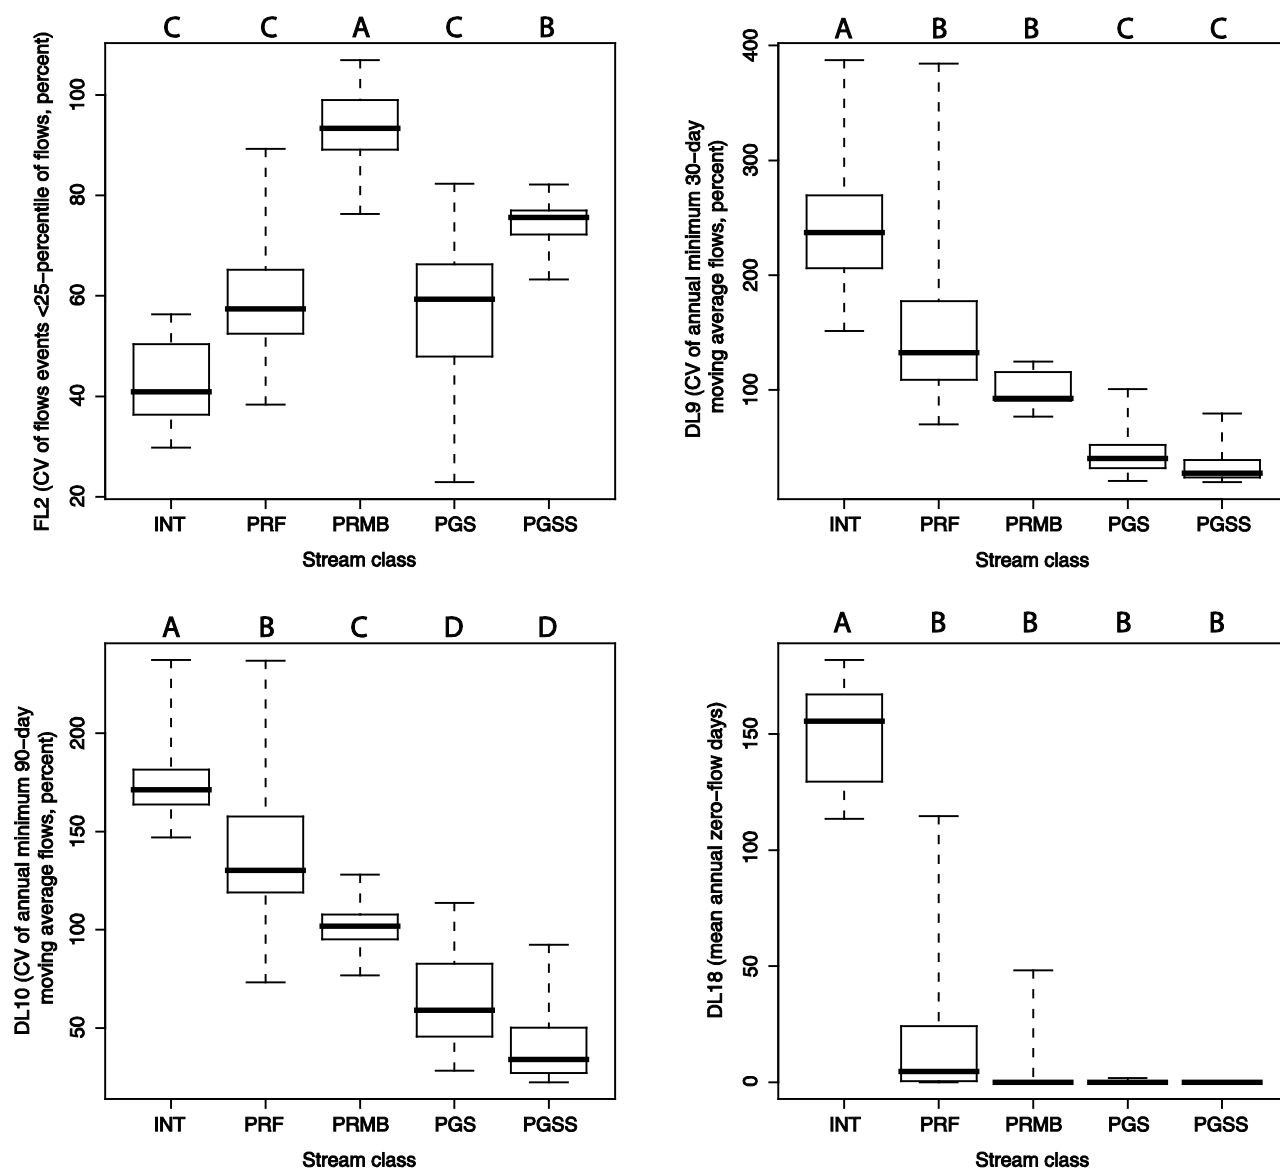 C C A C B
FL2 (CV of flows events <25−percentile of flows, percent)
100
80
60
40
20
INT PRF PRMB PGS PGSS
Stream class
A B B C C
DL9 (CV of annual minimum 30−day
moving average flows, percent)
400
300
200
100
INT PRF PRMB PGS PGSS
Stream class
A B C D D
DL10 (CV of annual minimum 90−day
moving average flows, percent)
200
150
100
50
INT PRF PRMB PGS PGSS
Stream class
A B B B B
DL18 (mean annual zero−flow days)
150
100
50
0
INT PRF PRMB PGS PGSS
Stream class